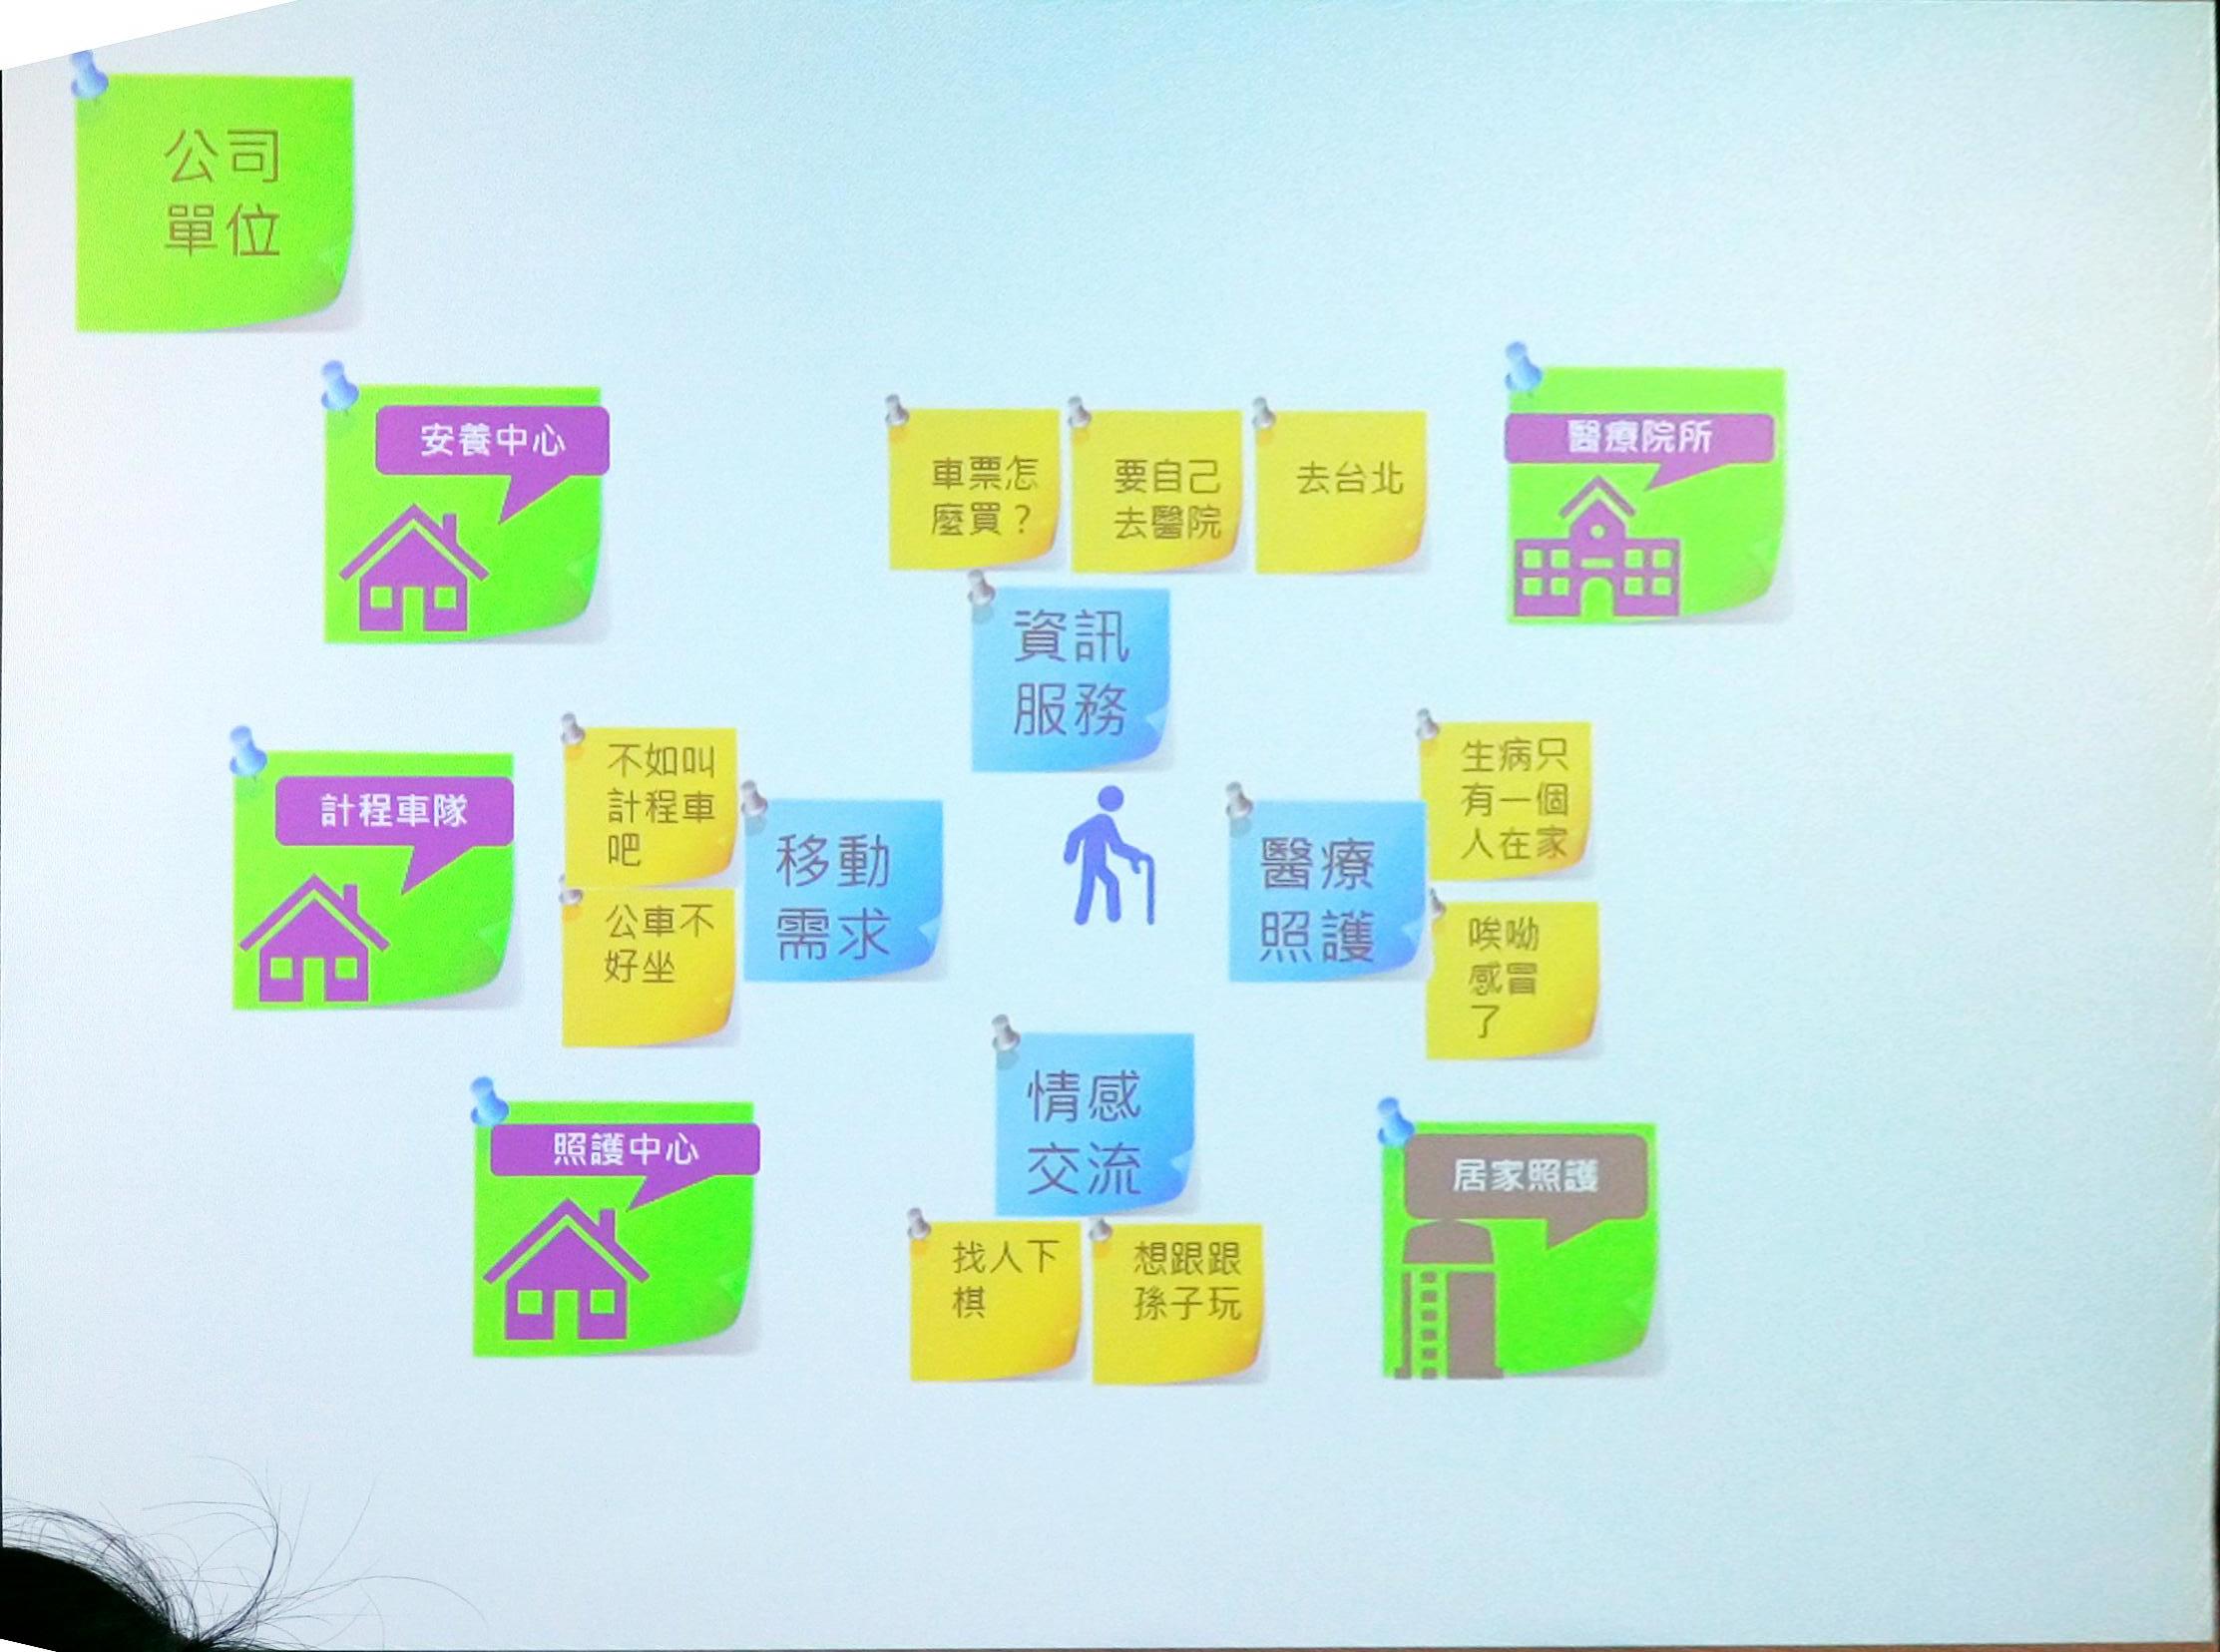 公司
單位
安養中心
車票怎
麼買？
要自己
去醫院
去台北
醫療院所
資訊
服務
計程車隊
不如叫
計程車
吧
公車不
好坐
移動
需求
醫療
照護
生病只
有一個
人在家
唉呦
感冒
了
照護中心
情感
交流
找人下
棋
想跟跟
孫子玩
居家照護